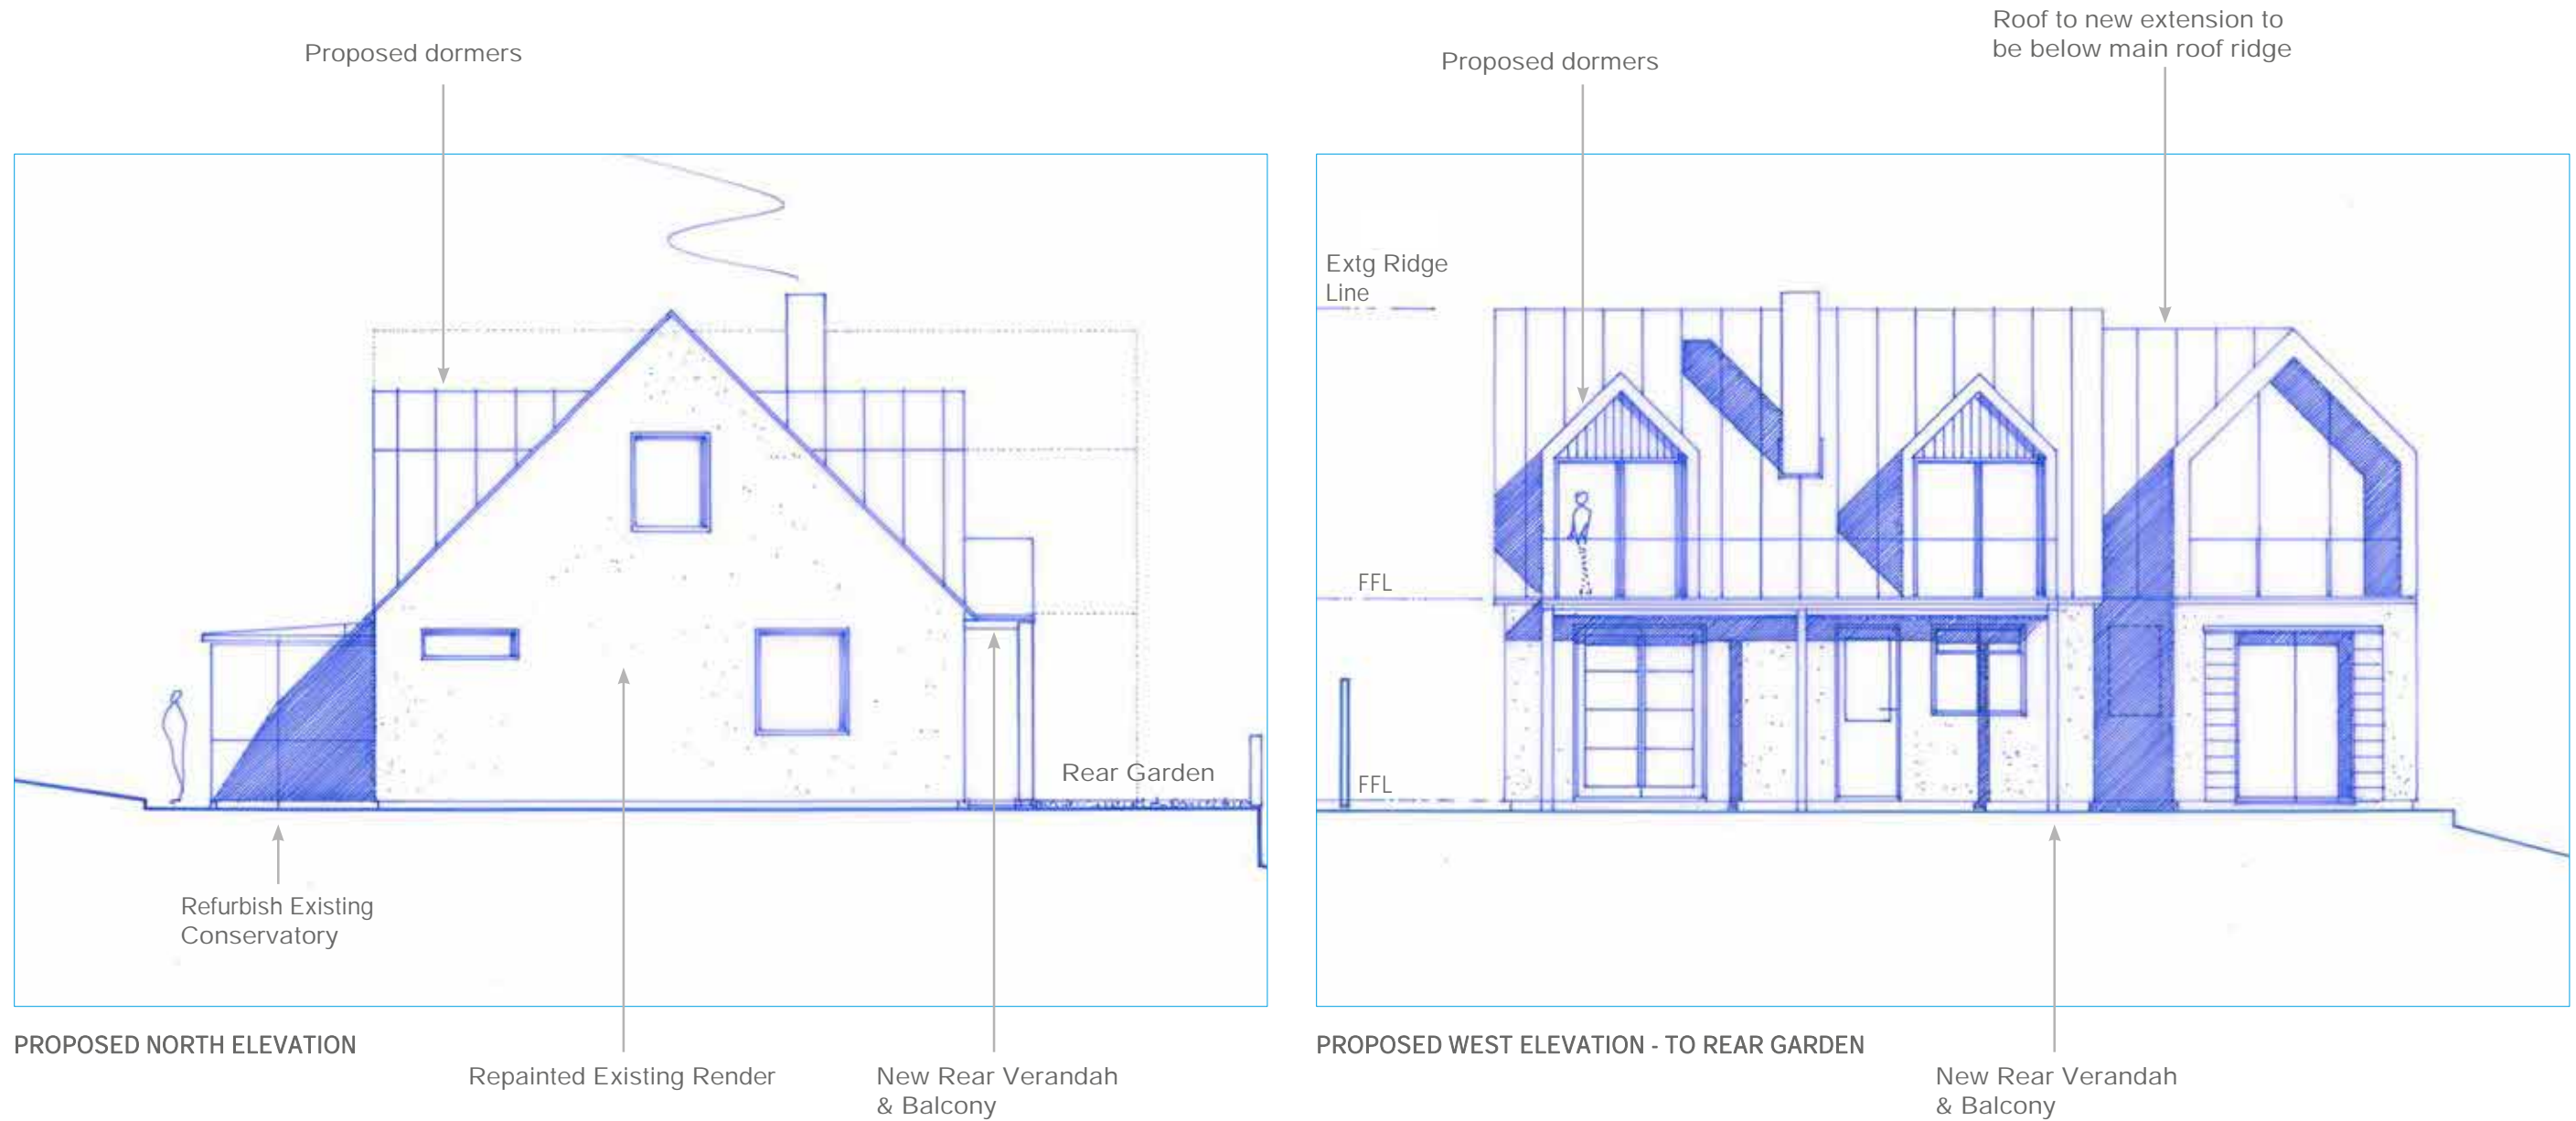 Proposed dormers
Proposed dormers
Roof to new extension to
be below main roof ridge
Extg Ridge
Line
FFL
FFL
Rear Garden
Refurbish Existing
Conservatory
PROPOSED NORTH ELEVATION
Repainted Existing Render
New Rear Verandah
& Balcony
PROPOSED WEST ELEVATION - TO REAR GARDEN
New Rear Verandah
& Balcony